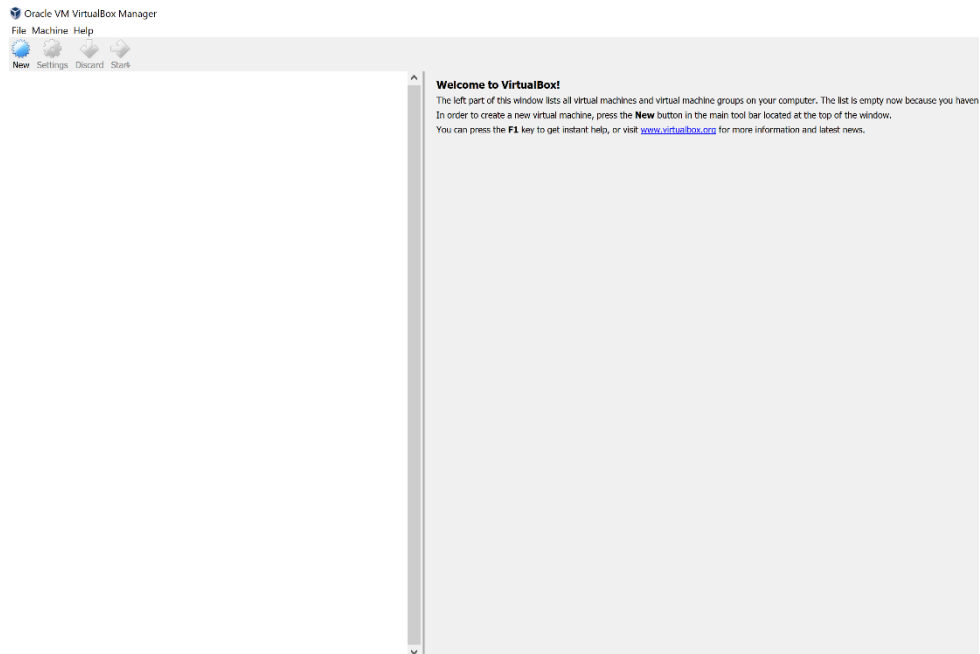 Oracle VM VirtualBox Manager
File Machine Help
New Settings Discard Start
Welcome to VirtualBox!
The left part of this window lists all virtual machines and virtual machine groups on your computer. The list is empty now because you haven
In order to create a new virtual machine, press the New button in the main tool bar located at the top of the window.
You can press the F1 key to get instant help, or visit www.virtualbox.org for more information and latest news.